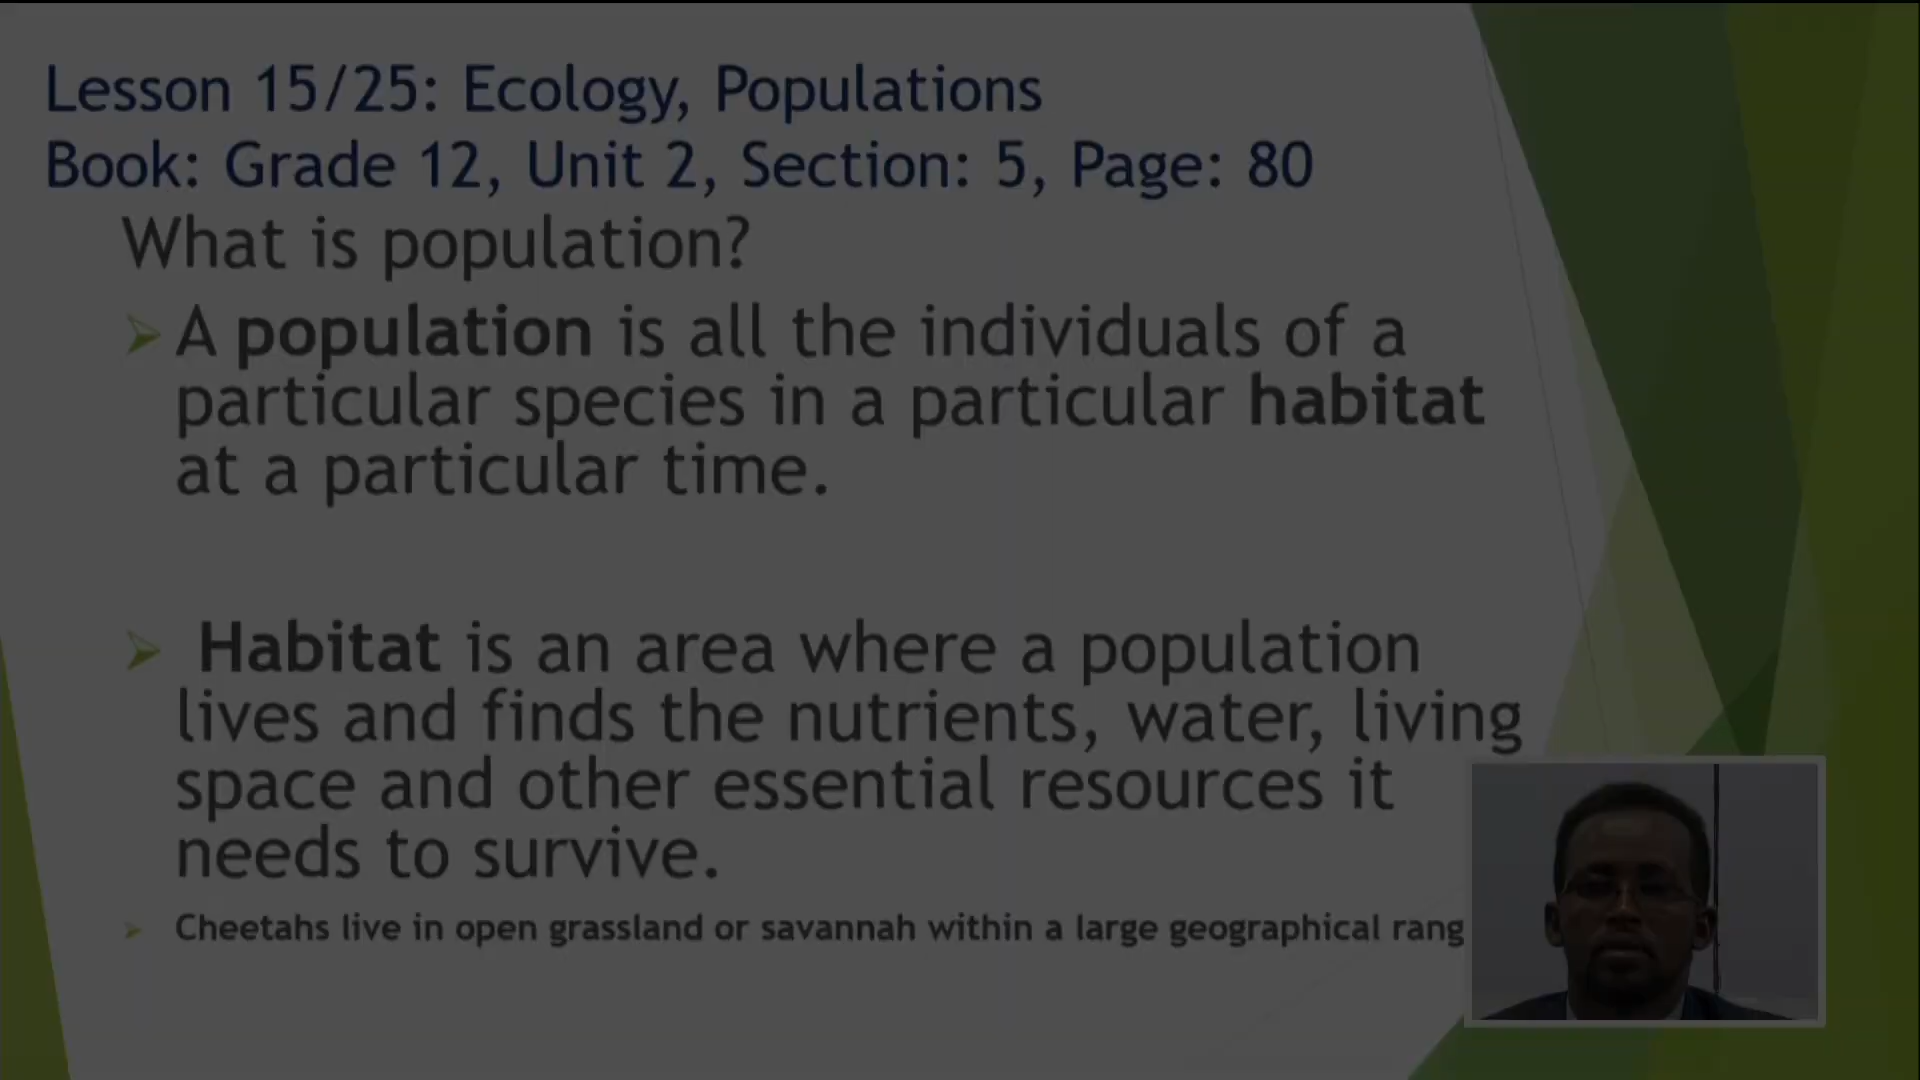 Lesson 15/25: Ecology, Populations
Book: Grade 12, Unit 2, Section: 5, Page: 80
What is population?
A population is all the individuals of a
particular species in a particular habitat
at a particular time.
Habitat is an area where a population
lives and finds the nutrients, water, living
space and other essential resources it
needs to survive.
Cheetahs live in open grassland or savannah within a large geographical rang